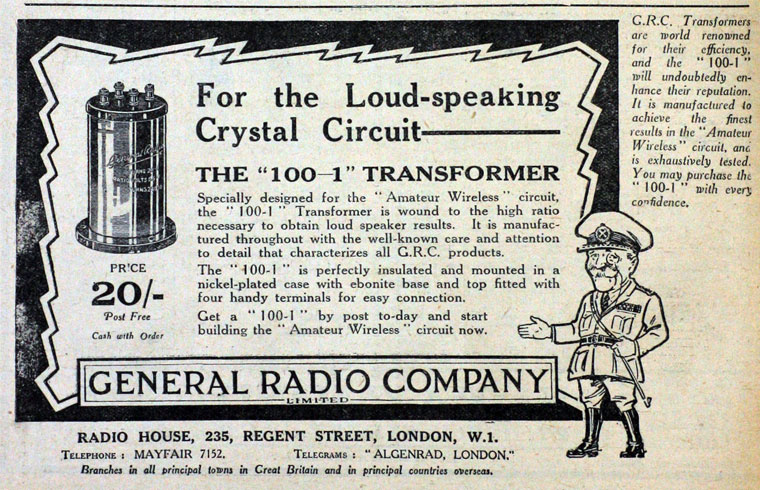 For the Loud-speaking
Crystal Circuit—
THE "100—1" TRANSFORMER
Specially designed for the "Amateur Wireless" circuit,
the "100-1" Transformer is wound to the high ratio
necessary to obtain loud speaker results. It is manufac-
tured throughout with the well-known care and attention
to detail that characterizes all G.R.C. products.
The "100-1" is perfectly insulated and mounted in a
nickel-plated case with ebonite base and top fitted with
four handy terminals for easy connection.
Get a "100-1" by post to-day and start
building the "Amateur Wireless" circuit now.
PRICE
20/-
Post Free
Cash with Order
GENERAL RADIO COMPANY
LIMITED
RADIO HOUSE, 235, REGENT STREET, LONDON, W.1.
TELEPHONE : MAYFAIR 7152. TELEGRAMS : "ALGENRAD, LONDON."
Branches in all principal towns in Great Britain and in principal countries overseas.
G.R.C. Transformers
are world renowned
for their efficiency,
and the "100-1"
will undoubtedly en-
hance their reputation.
It is manufactured to
achieve the finest
results in the "Amateur
Wireless" circuit, and
is exhaustively tested.
You may purchase the
"100-1" with every
confidence.